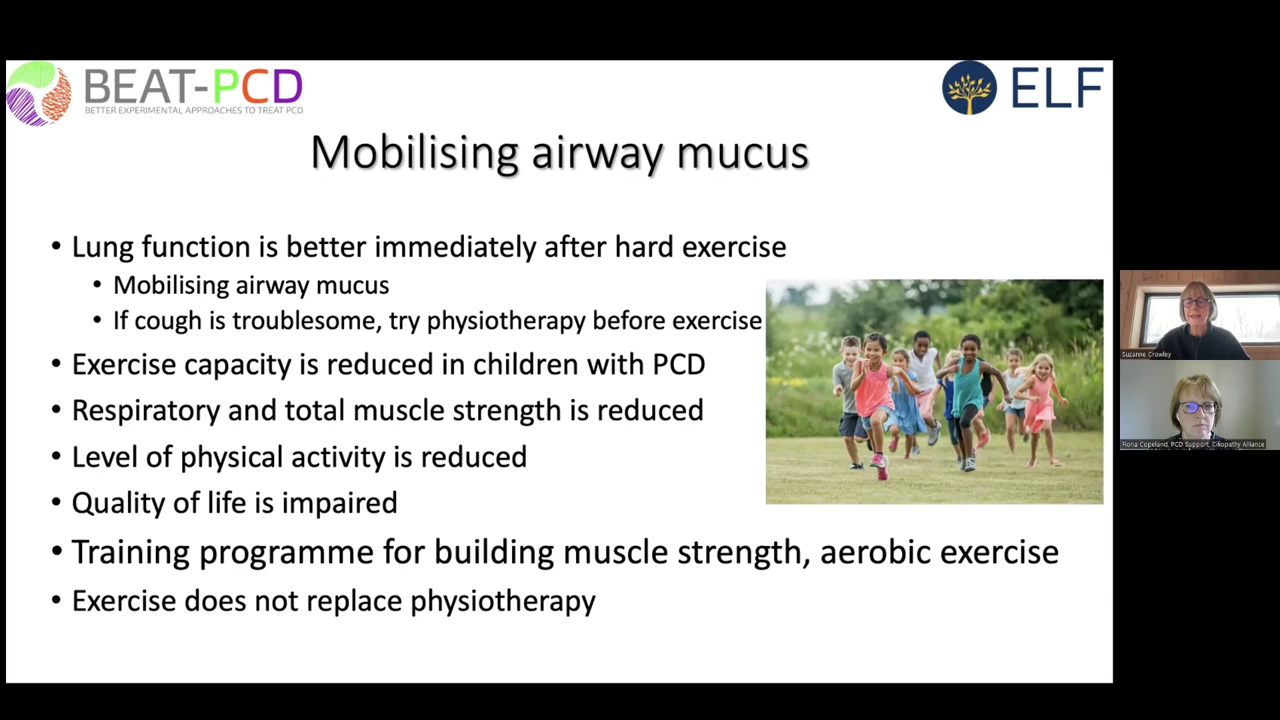 BEAT-PCD
BETTER EXPERIMENTAL APPROACHES TO TREAT PCD
ELF
Mobilising airway mucus
• Lung function is better immediately after hard exercise
• Mobilising airway mucus
• If cough is troublesome, try physiotherapy before exercise
• Exercise capacity is reduced in children with PCD
• Respiratory and total muscle strength is reduced
• Level of physical activity is reduced
• Quality of life is impaired
• Training programme for building muscle strength, aerobic exercise
• Exercise does not replace physiotherapy
Suzanne Crowley
Fiona Copeland, PCD Support, Ciliopathy Alliance